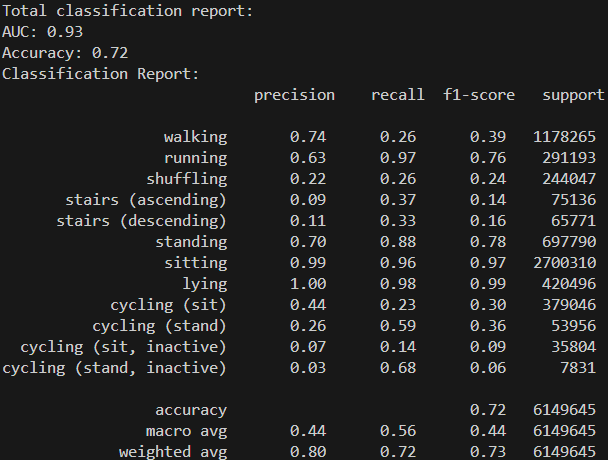 Total classification report:
AUC: 0.93
Accuracy: 0.72
Classification Report:
precision recall f1-score support
walking 0.74 0.26 0.39 1178265
running 0.63 0.97 0.76 291193
shuffling 0.22 0.26 0.24 244047
stairs (ascending) 0.09 0.37 0.14 75136
stairs (descending) 0.11 0.33 0.16 65771
standing 0.70 0.88 0.78 697790
sitting 0.99 0.96 0.97 2700310
lying 1.00 0.98 0.99 420496
cycling (sit) 0.44 0.23 0.30 379046
cycling (stand) 0.26 0.59 0.36 53956
cycling (sit, inactive) 0.07 0.14 0.09 35804
cycling (stand, inactive) 0.03 0.68 0.06 7831
accuracy 0.72 6149645
macro avg 0.44 0.56 0.44 6149645
weighted avg 0.80 0.72 0.73 6149645